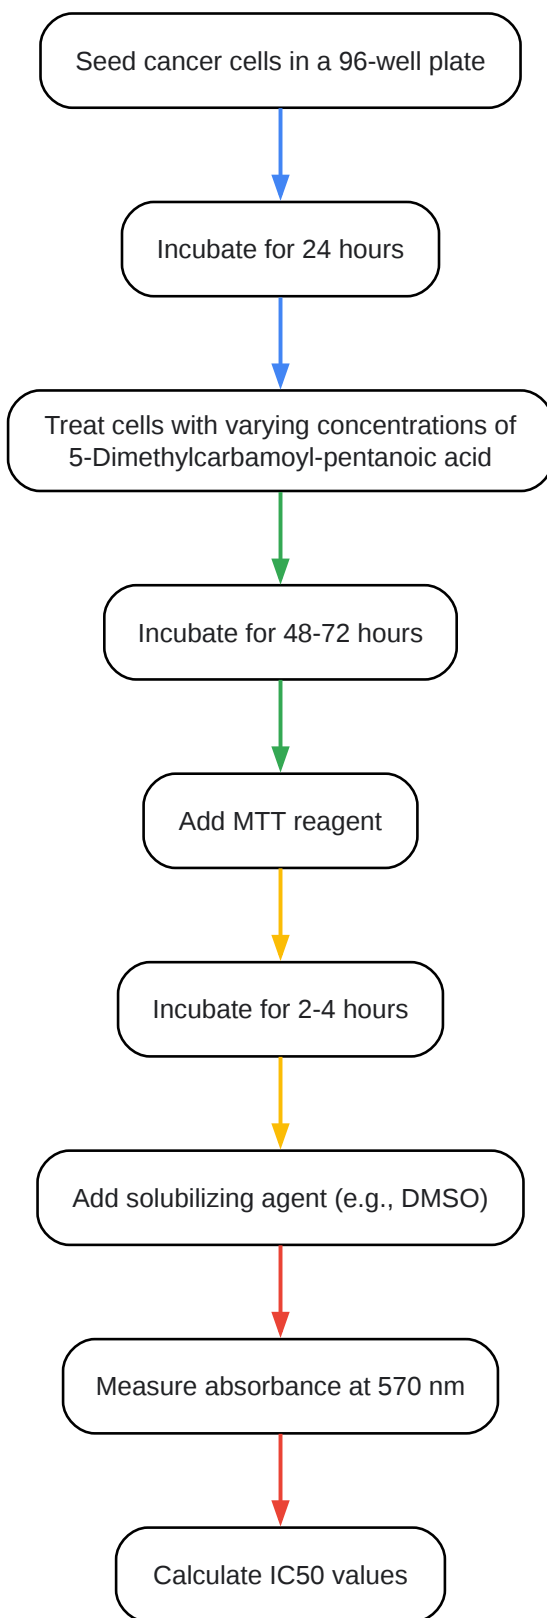 Seed cancer cells in a 96-well plate
Incubate for 24 hours
Treat cells with varying concentrations of
5-Dimethylcarbamoyl-pentanoic acid
Incubate for 48-72 hours
Add MTT reagent
Incubate for 2-4 hours
Add solubilizing agent (e.g., DMSO)
Measure absorbance at 570 nm
Calculate IC50 values